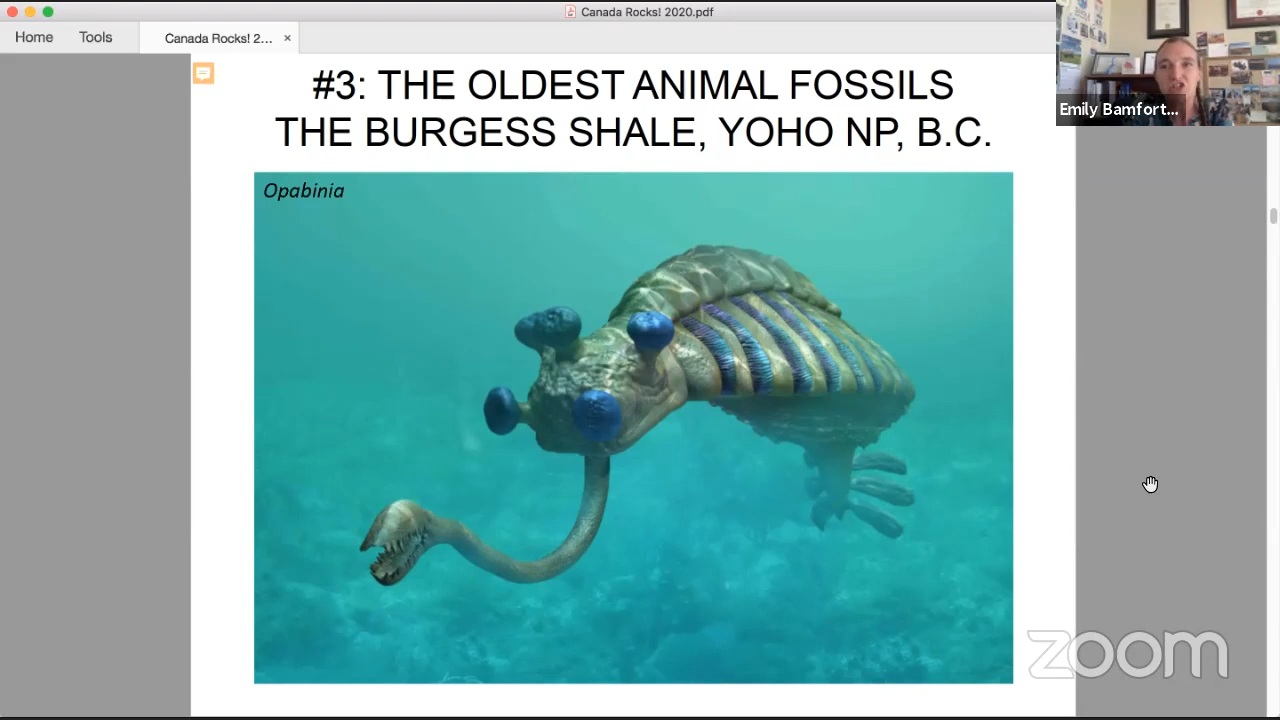 Canada Rocks! 2020.pdf
Home
Tools
Canada Rocks! 2... ×
#3: THE OLDEST ANIMAL FOSSILS
THE BURGESS SHALE, YOHO NP, B.C.
Opabinia
Emily Bamfort...
zoom